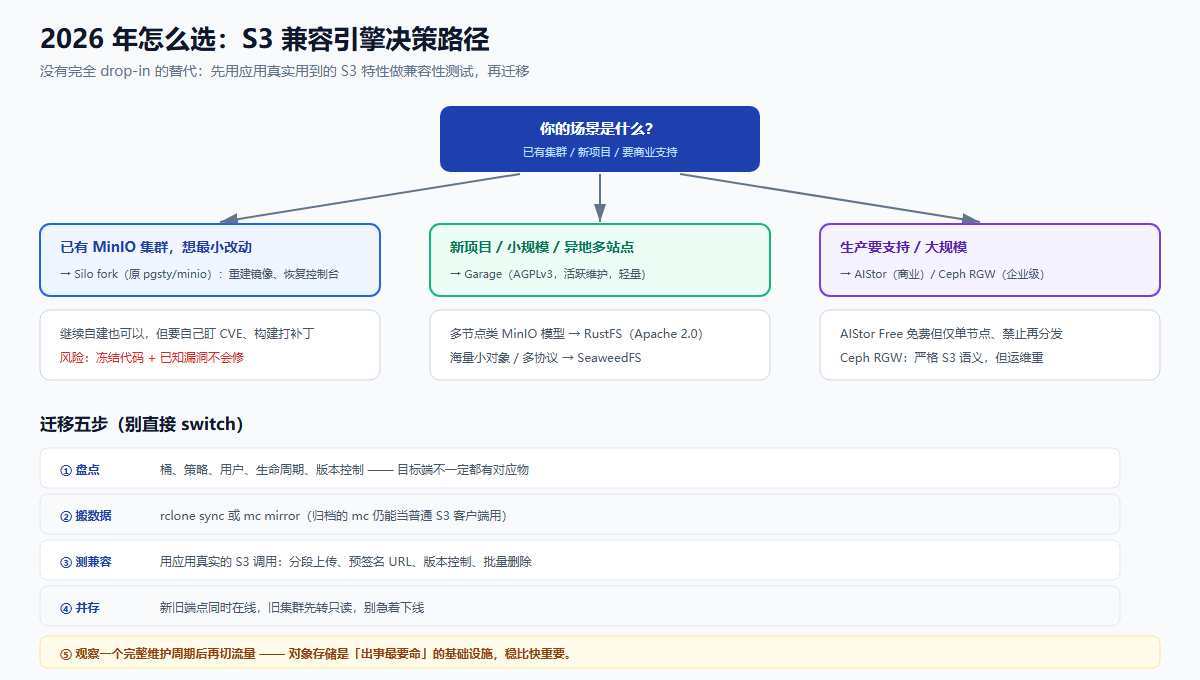 2026 年怎么选：S3 兼容引擎决策路径
没有完全 drop-in 的替代：先用应用真实用到的 S3 特性做兼容性测试，再迁移
你的场景是什么？
已有集群 / 新项目 / 要商业支持
已有 MinIO 集群，想最小改动
→ Silo fork（原 pgsty/minio）：重建镜像、恢复控制台
新项目 / 小规模 / 异地多站点
→ Garage（AGPLv3，活跃维护，轻量）
生产要支持 / 大规模
→ AIStor（商业）/ Ceph RGW（企业级）
继续自建也可以，但要自己盯 CVE、构建打补丁
风险：冻结代码 + 已知漏洞不会修
多节点类 MinIO 模型 → RustFS（Apache 2.0）
海量小对象 / 多协议 → SeaweedFS
AIStor Free 免费但仅单节点、禁止再分发
Ceph RGW：严格 S3 语义，但运维重
迁移五步（别直接 switch）
① 盘点 桶、策略、用户、生命周期、版本控制 —— 目标端不一定都有对应物
② 搬数据 rclone sync 或 mc mirror（归档的 mc 仍能当普通 S3 客户端用）
③ 测兼容 用应用真实的 S3 调用：分段上传、预签名 URL、版本控制、批量删除
④ 并存 新旧端点同时在线，旧集群先转只读，别急着下线
⑤ 观察一个完整维护周期后再切流量 —— 对象存储是「出事最要命」的基础设施，稳比快重要。